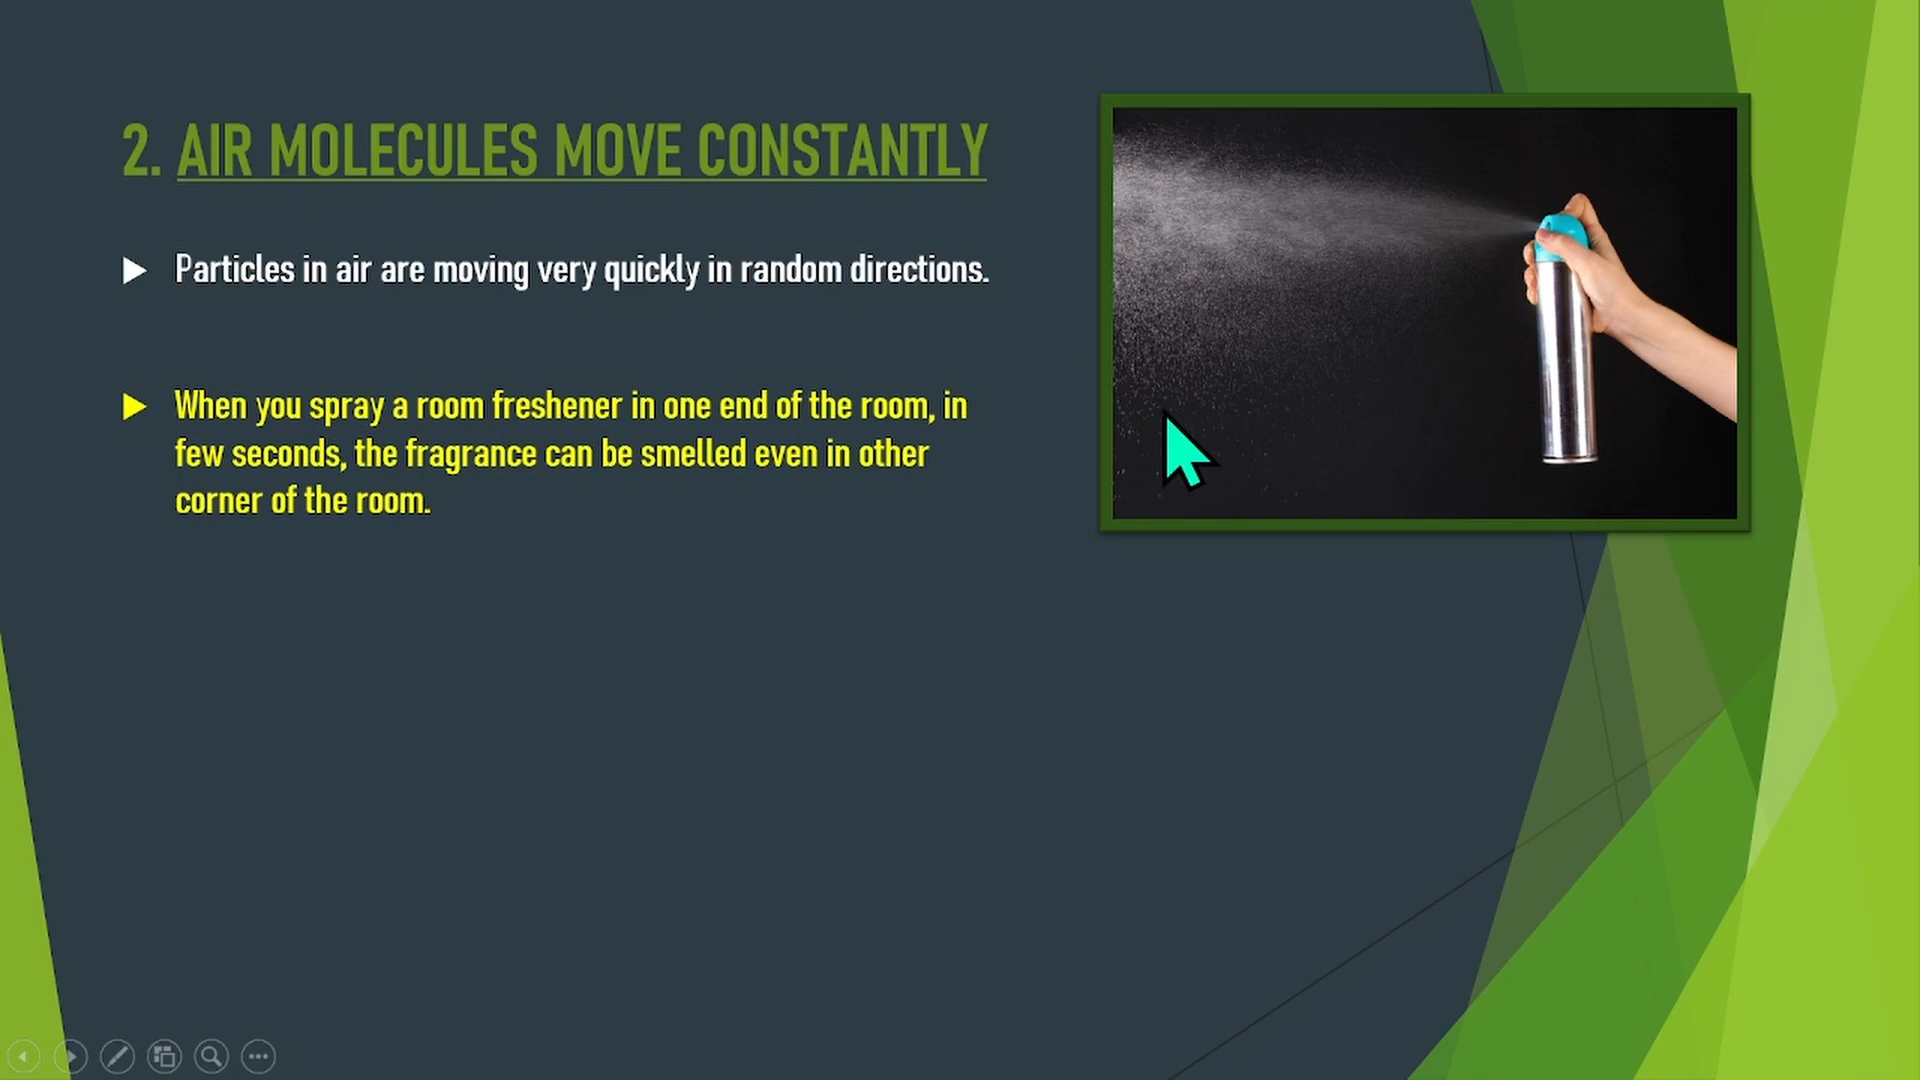 2. AIR MOLECULES MOVE CONSTANTLY
Particles in air are moving very quickly in random directions.
When you spray a room freshener in one end of the room, in
few seconds, the fragrance can be smelled even in other
corner of the room.